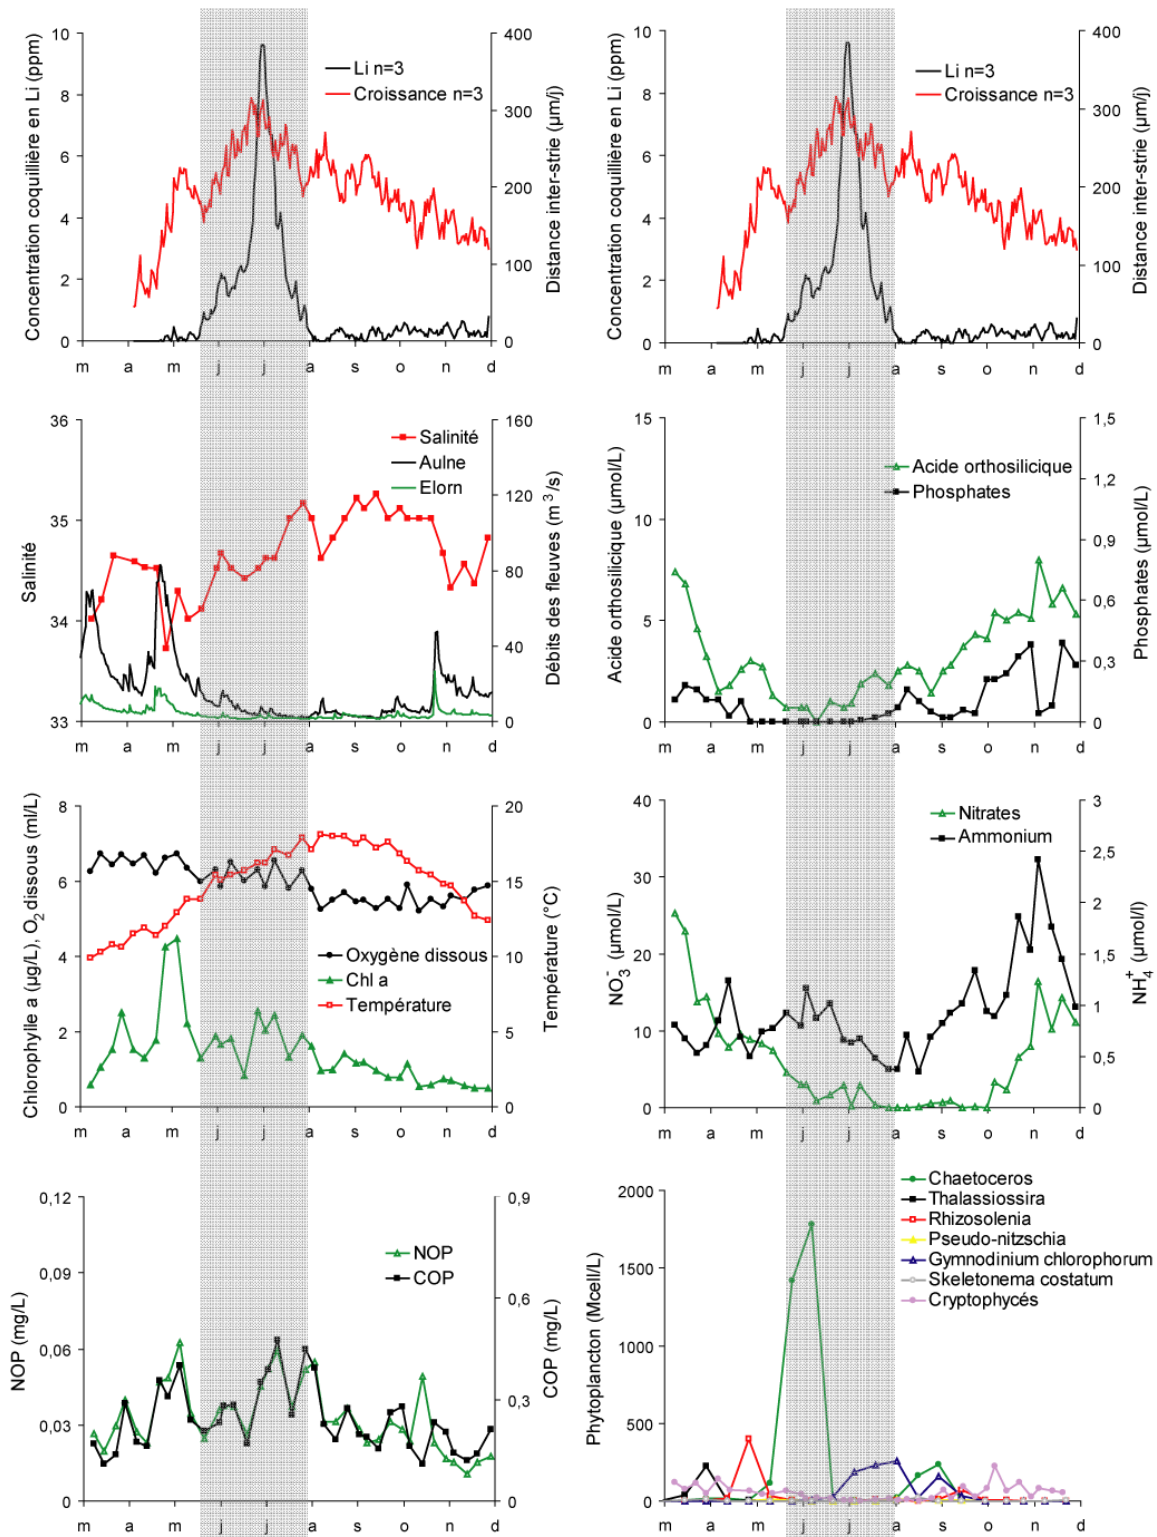 Concentration coquillière en Li (ppm)
10
8
6
4
2
0
Li n=3
Croissance n=3
400
300
200
100
0
Distance inter-strie (µm/j)
m a m j j a s o n d
Concentration coquillière en Li (ppm)
10
8
6
4
2
0
Li n=3
Croissance n=3
400
300
200
100
0
Distance inter-strie (µm/j)
m a m j j a s o n d
Salinité
36
35
34
33
Salinité
Aulne
Elorn
160
120
80
40
0
Débits des fleuves (m³/s)
m a m j j a s o n d
Acide orthosilicique (µmol/L)
15
10
5
0
Acide orthosilicique
Phosphates
1,5
1,2
0,9
0,6
0,3
0
Phosphates (µmol/L)
m a m j j a s o n d
Chlorophylle a (µg/L), O₂ dissous (ml/L)
8
6
4
2
0
Oxygène dissous
Chl a
Température
20
15
10
5
0
Température (°C)
m a m j j a s o n d
NO₃⁻ (µmol/L)
40
30
20
10
0
Nitrates
Ammonium
3
2,5
2
1,5
1
0,5
0
NH₄⁺ (µmol/l)
m a m j j a s o n d
NOP (mg/L)
0,12
0,09
0,06
0,03
0
NOP
COP
0,9
0,6
0,3
0
COP (mg/L)
m a m j j a s o n d
Phytoplancton (Mcell/L)
2000
1500
1000
500
0
Chaetoceros
Thalassiossira
Rhizosolenia
Pseudo-nitzschia
Gymnodinium chlorophorum
Skeletonema costatum
Cryptophycés
m a m j j a s o n d